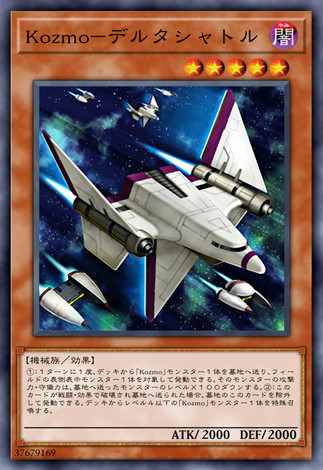 Kozmo－デルタシャトル
やみ
闇
【機械族／効果】
①：1ターンに1度、デッキから「Kozmo」モンスター1体を墓地へ送り、フィ
ールドの表側表示モンスター1体を対象として発動できる。そのモンスターの攻撃
力・守備力は、墓地へ送ったモンスターのレベル×100ダウンする。②：この
カードが戦闘・効果で破壊され墓地へ送られた場合、墓地のこのカードを除外
して発動できる。デッキからレベル4以下の「Kozmo」モンスター1体を特殊召
喚する。
ATK/ 2000 DEF/ 2000
37679169